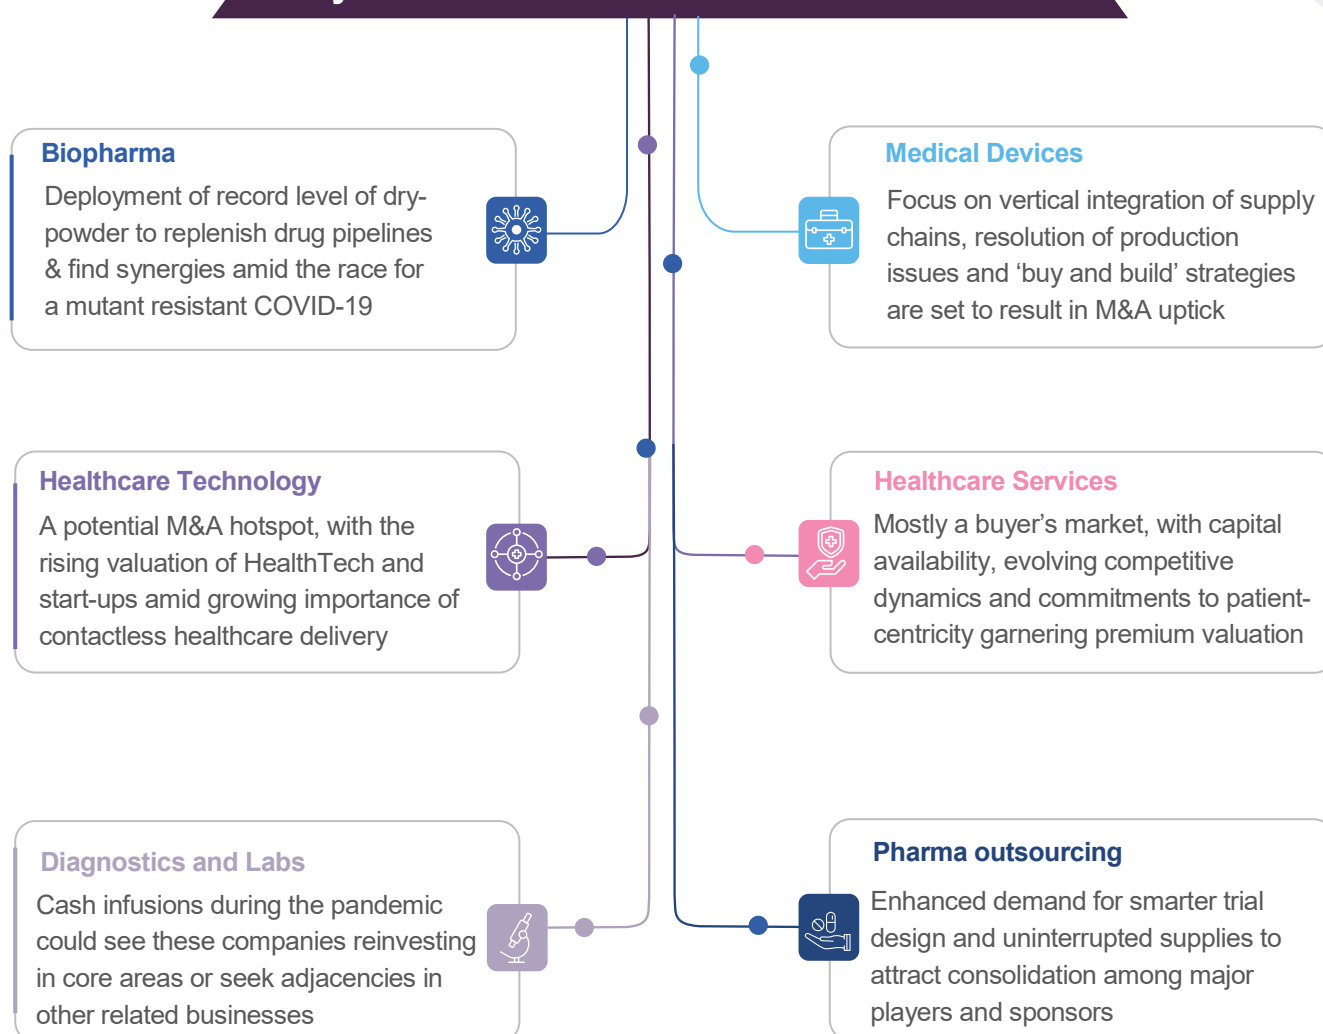 Biopharma
Deployment of record level of dry-
powder to replenish drug pipelines
& find synergies amid the race for
a mutant resistant COVID-19
Medical Devices
Focus on vertical integration of supply
chains, resolution of production
issues and ‘buy and build’ strategies
are set to result in M&A uptick
Healthcare Technology
A potential M&A hotspot, with the
rising valuation of HealthTech and
start-ups amid growing importance of
contactless healthcare delivery
Healthcare Services
Mostly a buyer’s market, with capital
availability, evolving competitive
dynamics and commitments to patient-
centricity garnering premium valuation
Diagnostics and Labs
Cash infusions during the pandemic
could see these companies reinvesting
in core areas or seek adjacencies in
other related businesses
Pharma outsourcing
Enhanced demand for smarter trial
design and uninterrupted supplies to
attract consolidation among major
players and sponsors